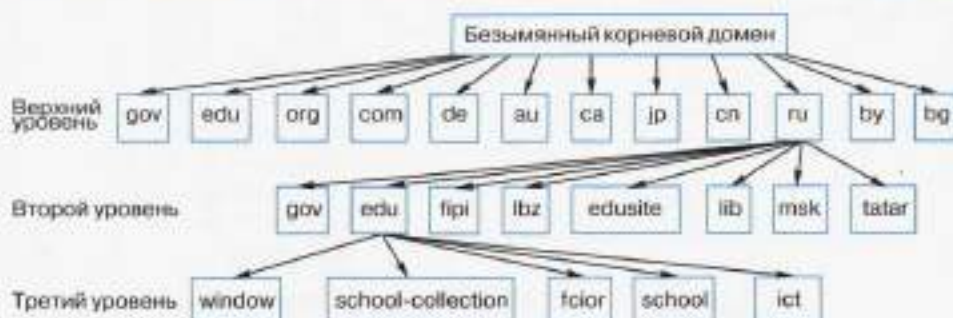 Безымянный корневой домен
Верхний уровень
gov edu org com de au ca jp cn ru by bg
Второй уровень
gov edu fipi lbz edusite lib msk tatar
Третий уровень
window school-collection fcior school ict